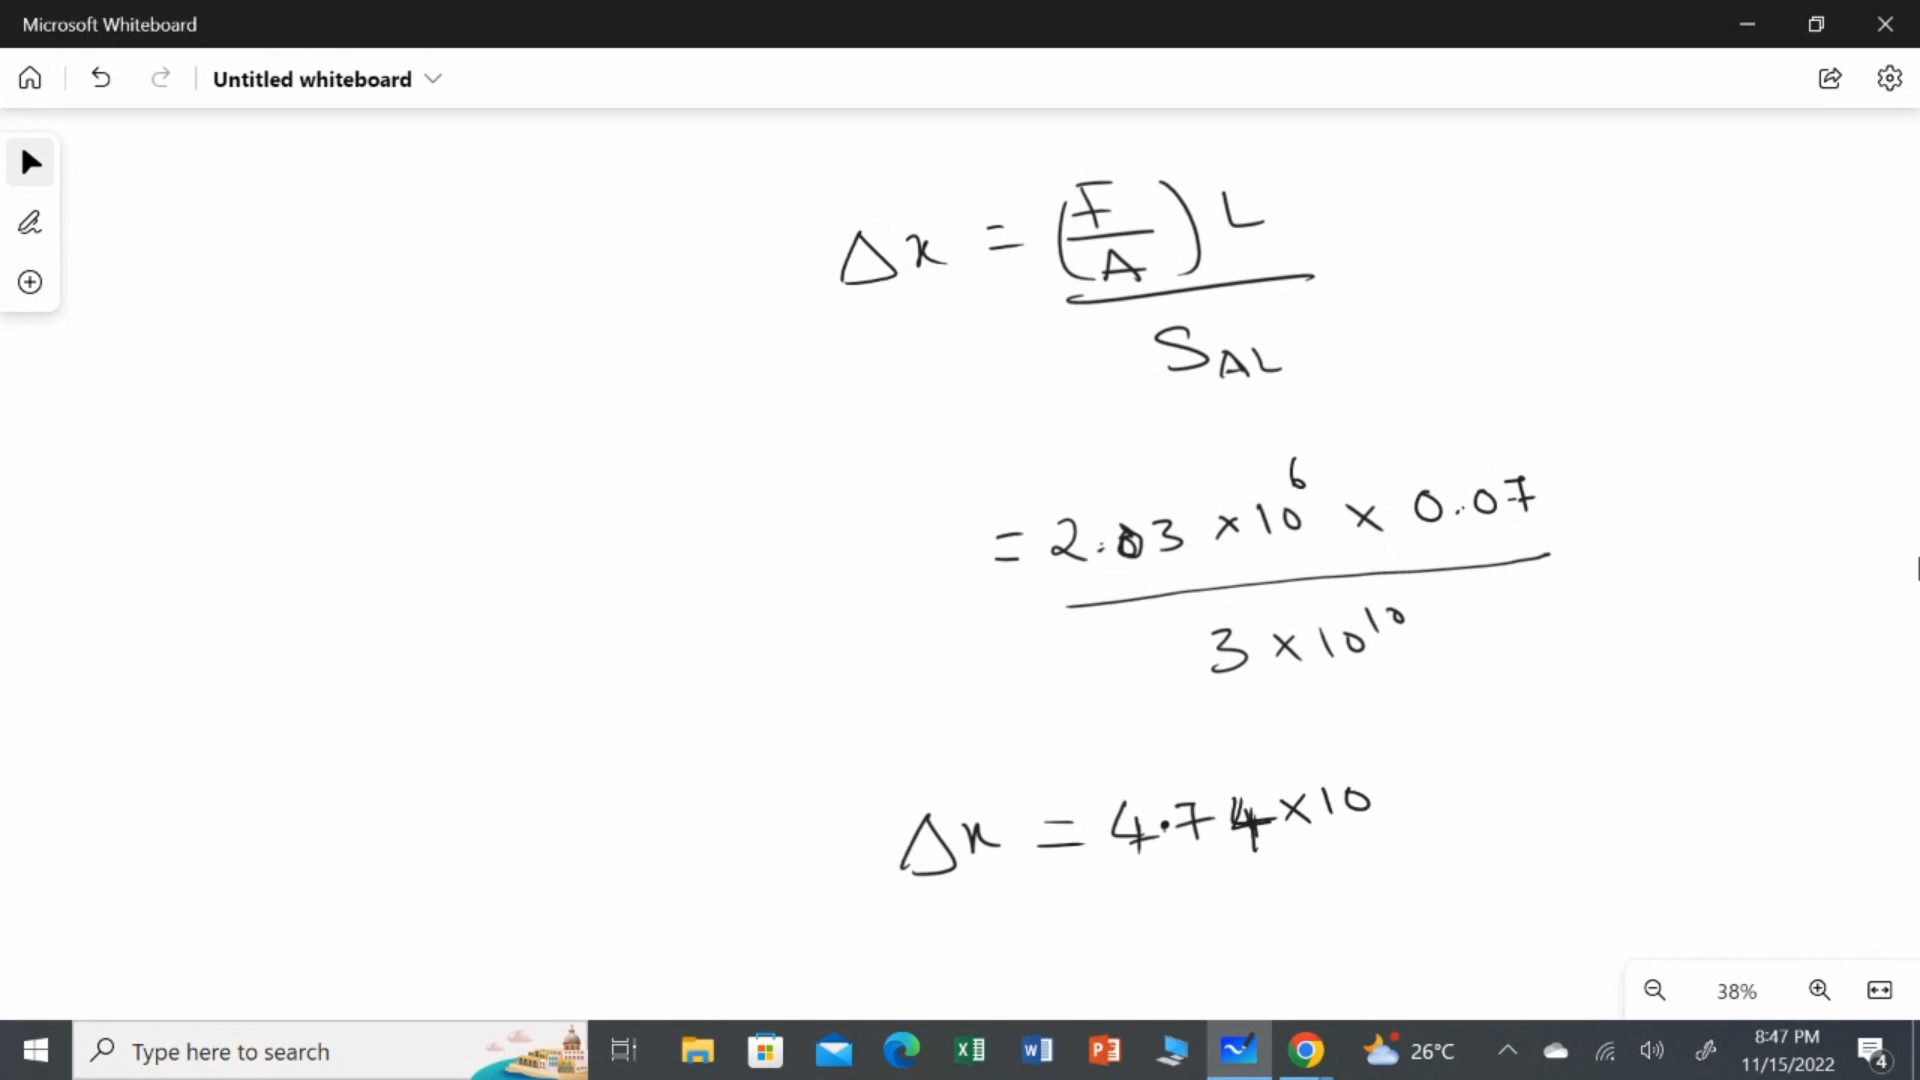 Microsoft Whiteboard
Untitled whiteboard
Δx = (F/A) L
S_AL
= 2.03 × 10^6 × 0.07
3 × 10^10
Δx = 4.74 × 10
38%
Type here to search
26°C
8:47 PM
11/15/2022
4